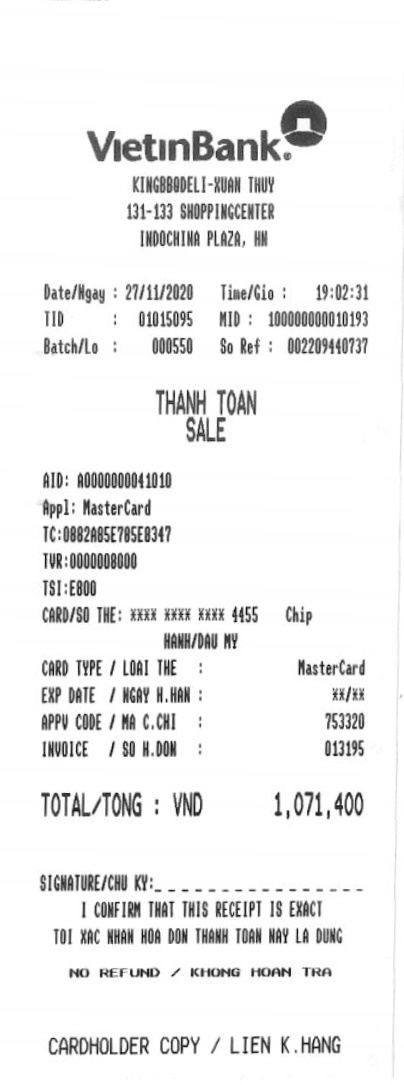 VietinBank
KINGBBQDELI-XUAN THUY
131-133 SHOPPINGCENTER
INDOCHINA PLAZA, HN
Date/Ngay : 27/11/2020 Time/Gio : 19:02:31
TID : 01015095 MID : 100000000010193
Batch/Lo : 000550 So Ref : 002209440737
THANH TOAN
SALE
AID: A0000000041010
Appl: MasterCard
TC:0882A85E785E8347
TVR:0000008000
TSI:E800
CARD/SO THE: xxxx xxxx xxxx 4455 Chip
HANH/DAU MY
CARD TYPE / LOAI THE : MasterCard
EXP DATE / NGAY H.HAN : xx/xx
APPV CODE / MA C.CHI : 753320
INVOICE / SO H.DON : 013195
TOTAL/TONG : VND 1,071,400
SIGNATURE/CHU KY:_ _ _ _ _ _ _ _ _ _ _ _ _ _ _ _
I CONFIRM THAT THIS RECEIPT IS EXACT
TOI XAC NHAN HOA DON THANH TOAN NAY LA DUNG
NO REFUND / KHONG HOAN TRA
CARDHOLDER COPY / LIEN K.HANG